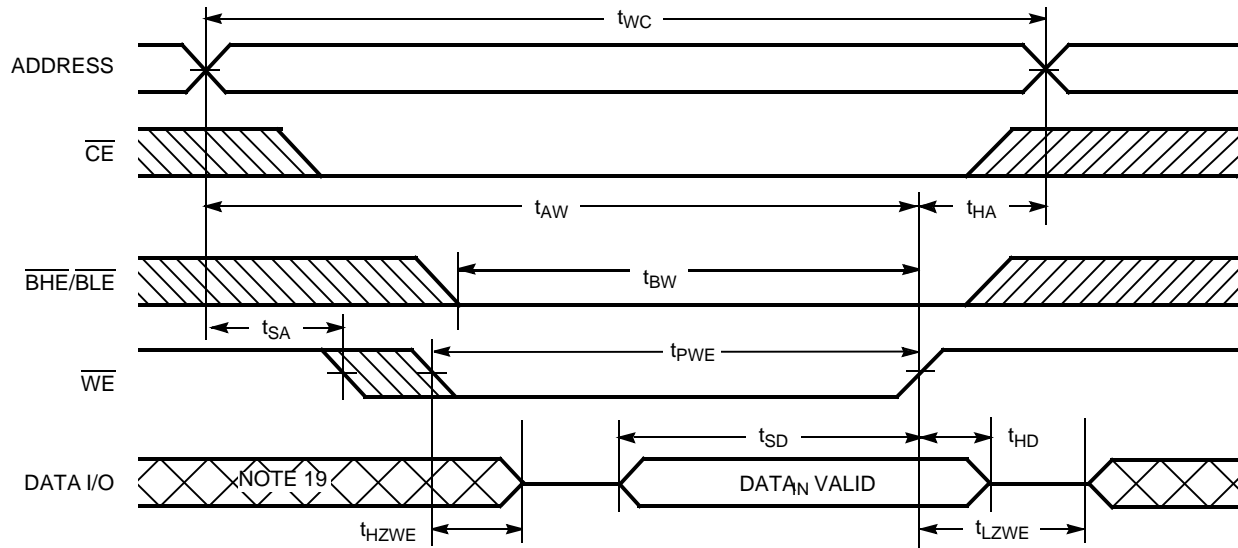 tWC
ADDRESS
CE
tAW
tHA
BHE/BLE
tBW
tSA
tPWE
WE
tSD
tHD
DATA I/O
NOTE 19
DATAIN VALID
tHZWE
tLZWE